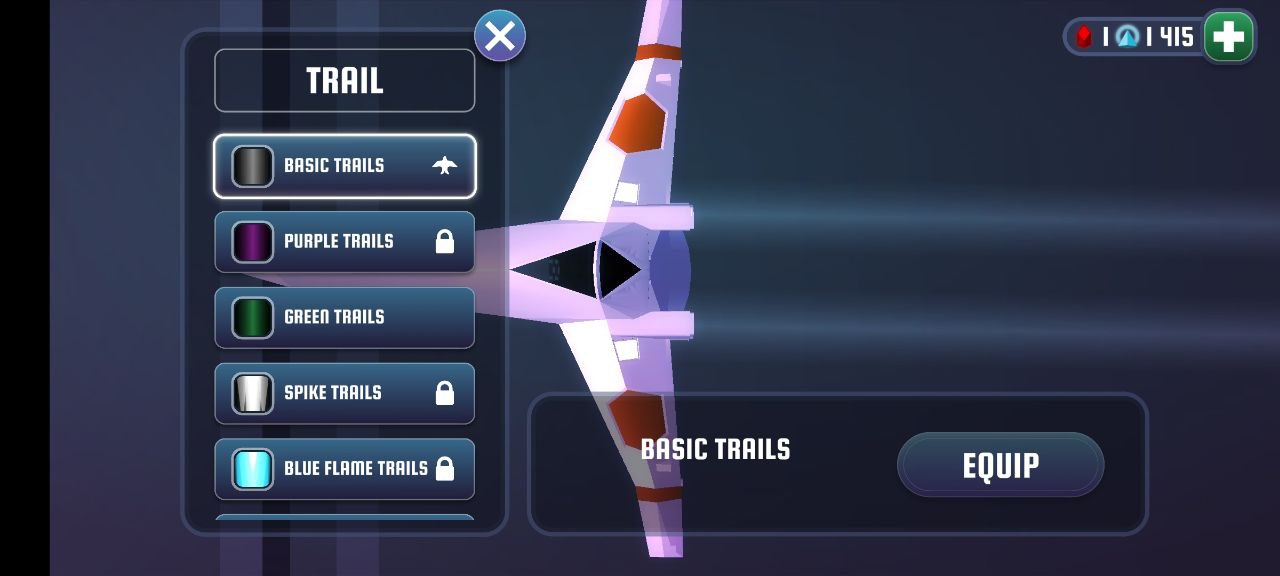 TRAIL
1 1 415
BASIC TRAILS
PURPLE TRAILS
GREEN TRAILS
SPIKE TRAILS
BLUE FLAME TRAILS
BASIC TRAILS
EQUIP